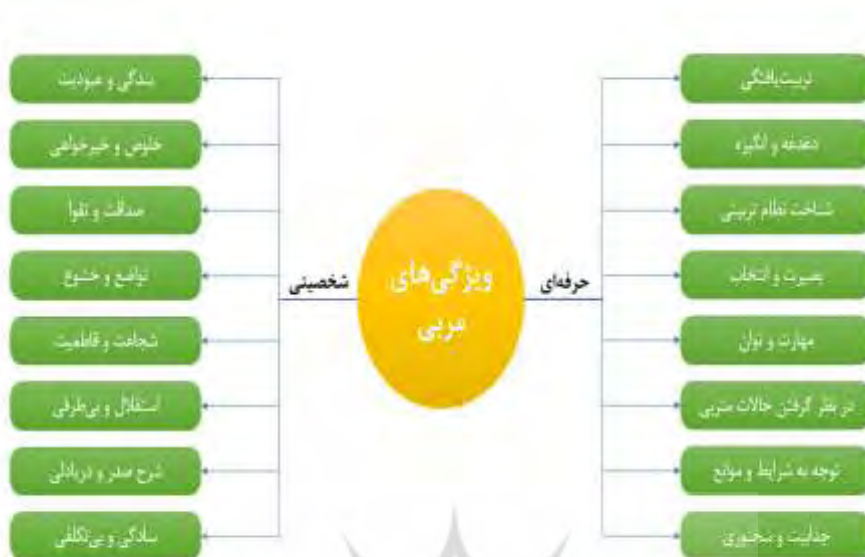 ویژگی‌های
مربی
حرفه‌ای
تربیت‌یافتگی
دغدغه و انگیزه
شناخت نظام تربیتی
بصیرت و انتخاب
مهارت و توان
در نظر گرفتن حالات متربی
توجه به شرایط و موانع
جذابیت و
شخصیتی
بندگی و عبودیت
خلوص و خیرخواهی
صداقت و تقوا
تواضع و خشوع
شجاعت و قاطعیت
استقلال و بی‌طرفی
شرح صدر و دریادلی
سادگی و بی‌تکلفی